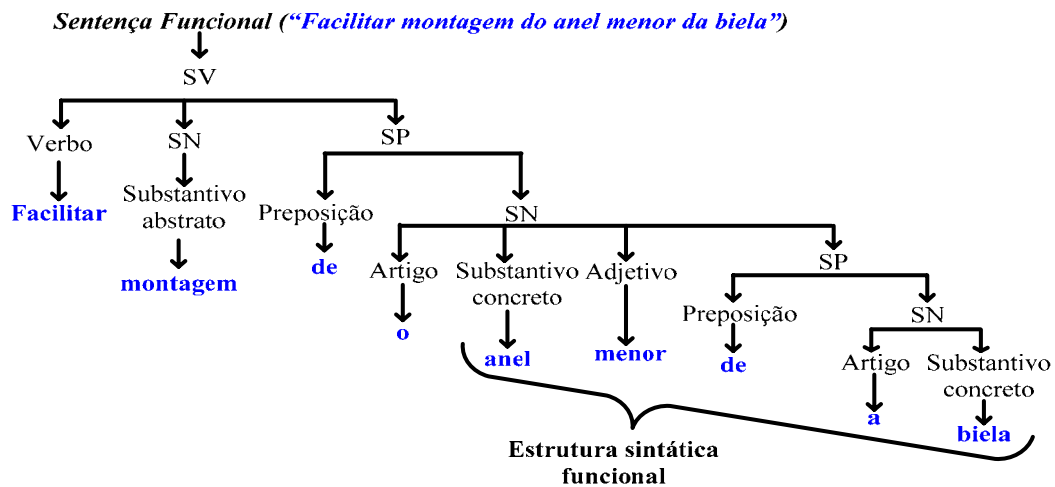 Sentença Funcional (“Facilitar montagem do anel menor da biela”)
SV
Verbo
SN
SP
Facilitar
Substantivo
abstrato
montagem
Preposição
de
SN
Artigo
o
Substantivo
concreto
anel
Adjetivo
menor
SP
Preposição
de
SN
Artigo
a
Substantivo
concreto
biela
Estrutura sintática
funcional